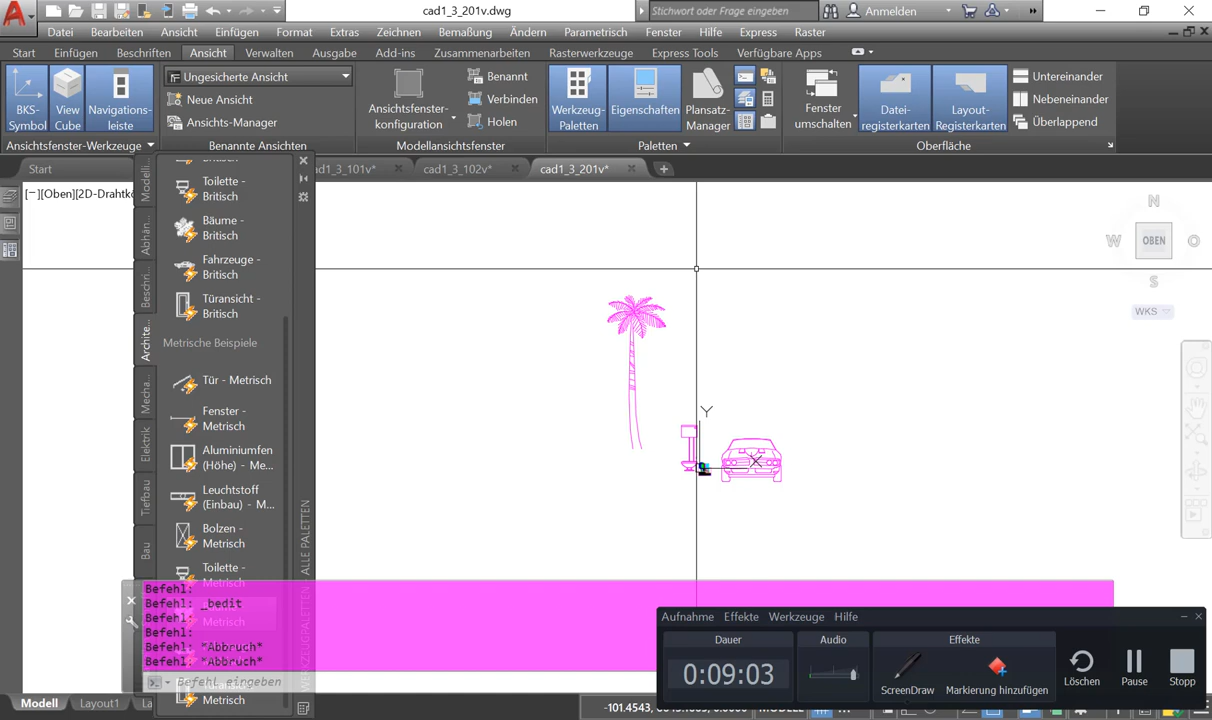 cad1_3_201v.dwg
Stichwort oder Frage eingeben
Anmelden
Datei
Bearbeiten
Ansicht
Einfügen
Format
Extras
Zeichnen
Bemaßung
Ändern
Parametrisch
Fenster
Hilfe
Express
Raster
Start
Einfügen
Beschriften
Ansicht
Verwalten
Ausgabe
Add-ins
Zusammenarbeiten
Rasterwerkzeuge
Express Tools
Verfügbare Apps
BKS-
Symbol
View
Cube
Navigations-
leiste
Ungesicherte Ansicht
Neue Ansicht
Ansichts-Manager
Ansichtsfenster-
konfiguration
Benannt
Verbinden
Holen
Werkzeug-
Paletten
Eigenschaften
Plansatz-
Manager
Fenster
umschalten
Datei-
registerkarten
Layout-
Registerkarten
Untereinander
Nebeneinander
Überlappend
Ansichtsfenster-Werkzeuge
Benannte Ansichten
Modellansichtsfenster
Paletten
Oberfläche
Start
cad1_3_102v*
cad1_3_201v*
[−][Oben][2D-Drahtk
Modelli...
Abhän...
Beschri...
Archite...
Mecha...
Elektrik
Tiefbau
Bau
Toilette -
Britisch
Bäume -
Britisch
Fahrzeuge -
Britisch
Türansicht -
Britisch
Metrische Beispiele
Tür - Metrisch
Fenster -
Metrisch
Aluminiumfen
(Höhe) - Me...
Leuchtstoff
(Einbau) - M...
Bolzen -
Metrisch
Toilette -
Metrisch
Metrisch
Metrisch
WERKZEUGPALETTEN - ALLE PALETTEN
N
W
OBEN
O
S
WKS
Y
X
Befehl:
Befehl: _bedit
Befehl:
Befehl:
Befehl: *Abbruch*
Befehl: *Abbruch*
Befehl eingeben
Aufnahme
Effekte
Werkzeuge
Hilfe
Dauer
Audio
Effekte
0:09:03
ScreenDraw
Markierung hinzufügen
Löschen
Pause
Stopp
Modell
Layout1